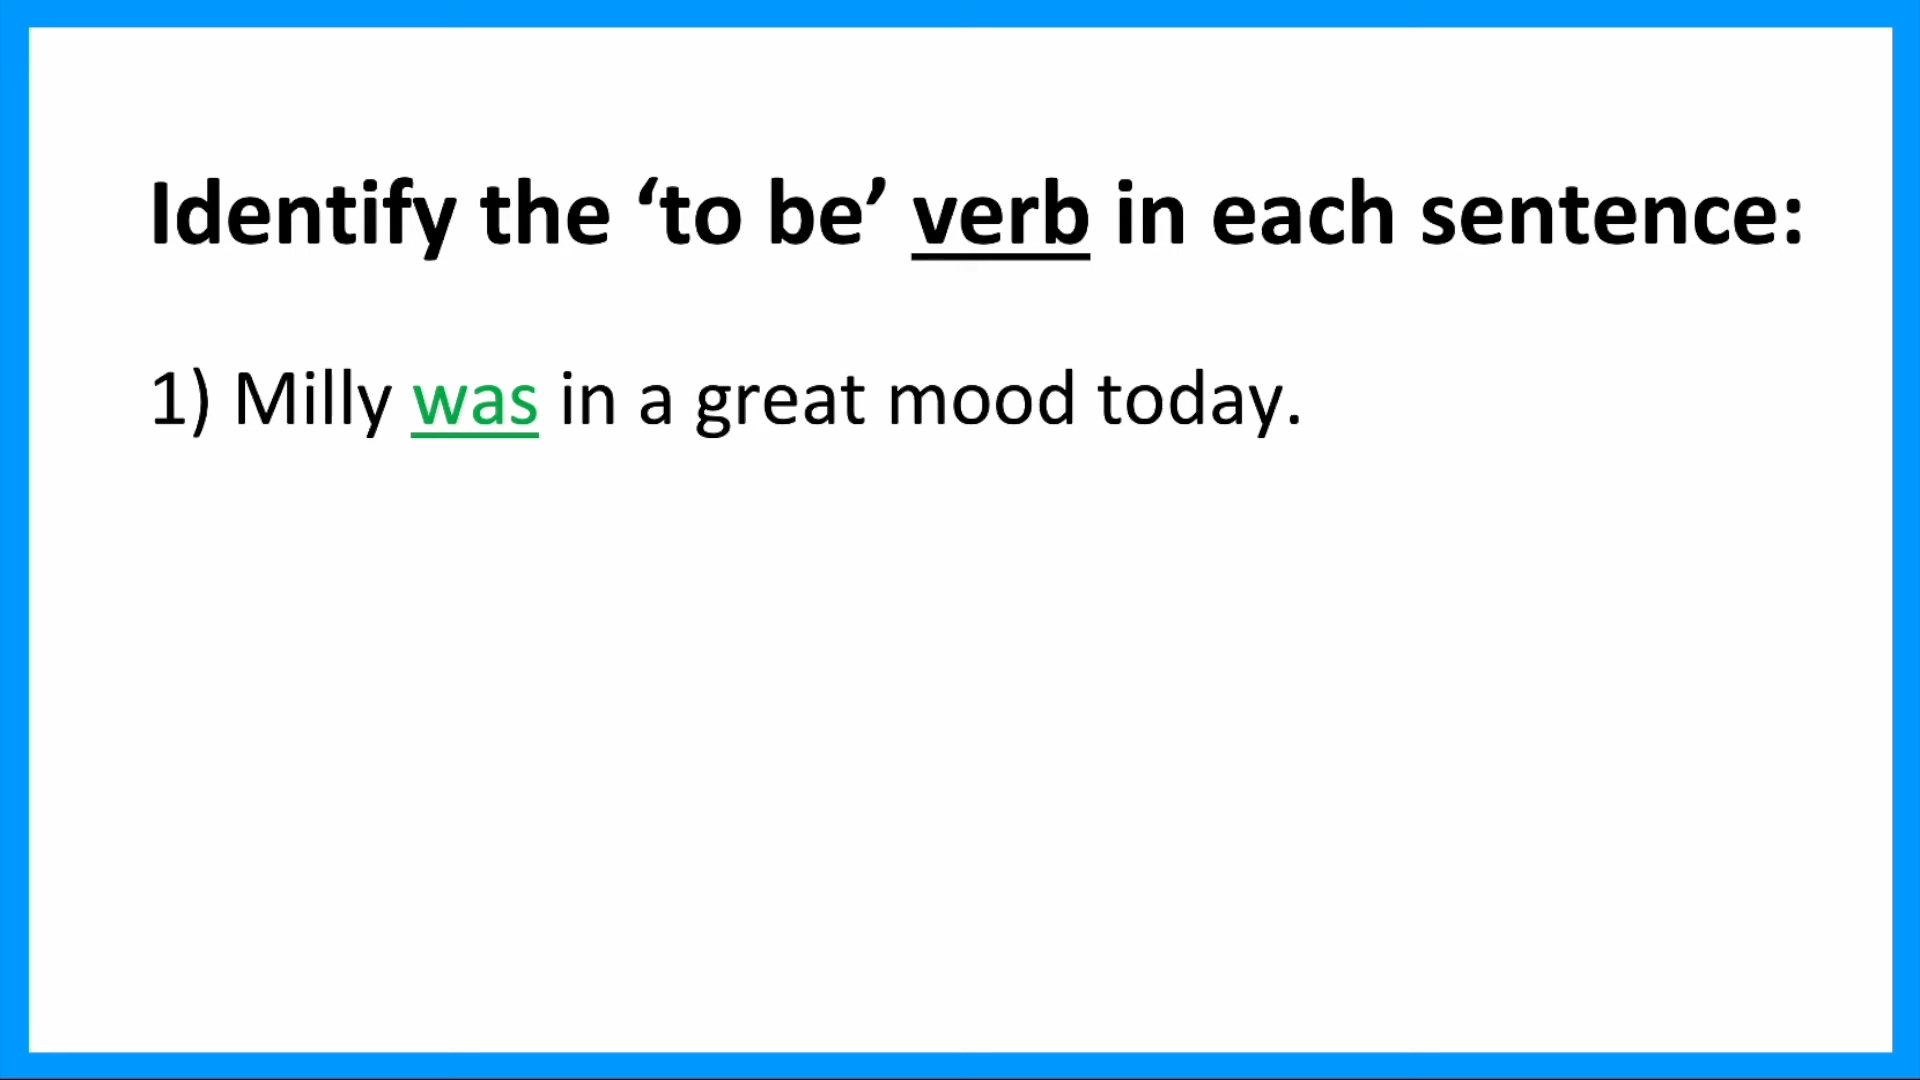 Identify the ‘to be’ verb in each sentence:
1) Milly was in a great mood today.